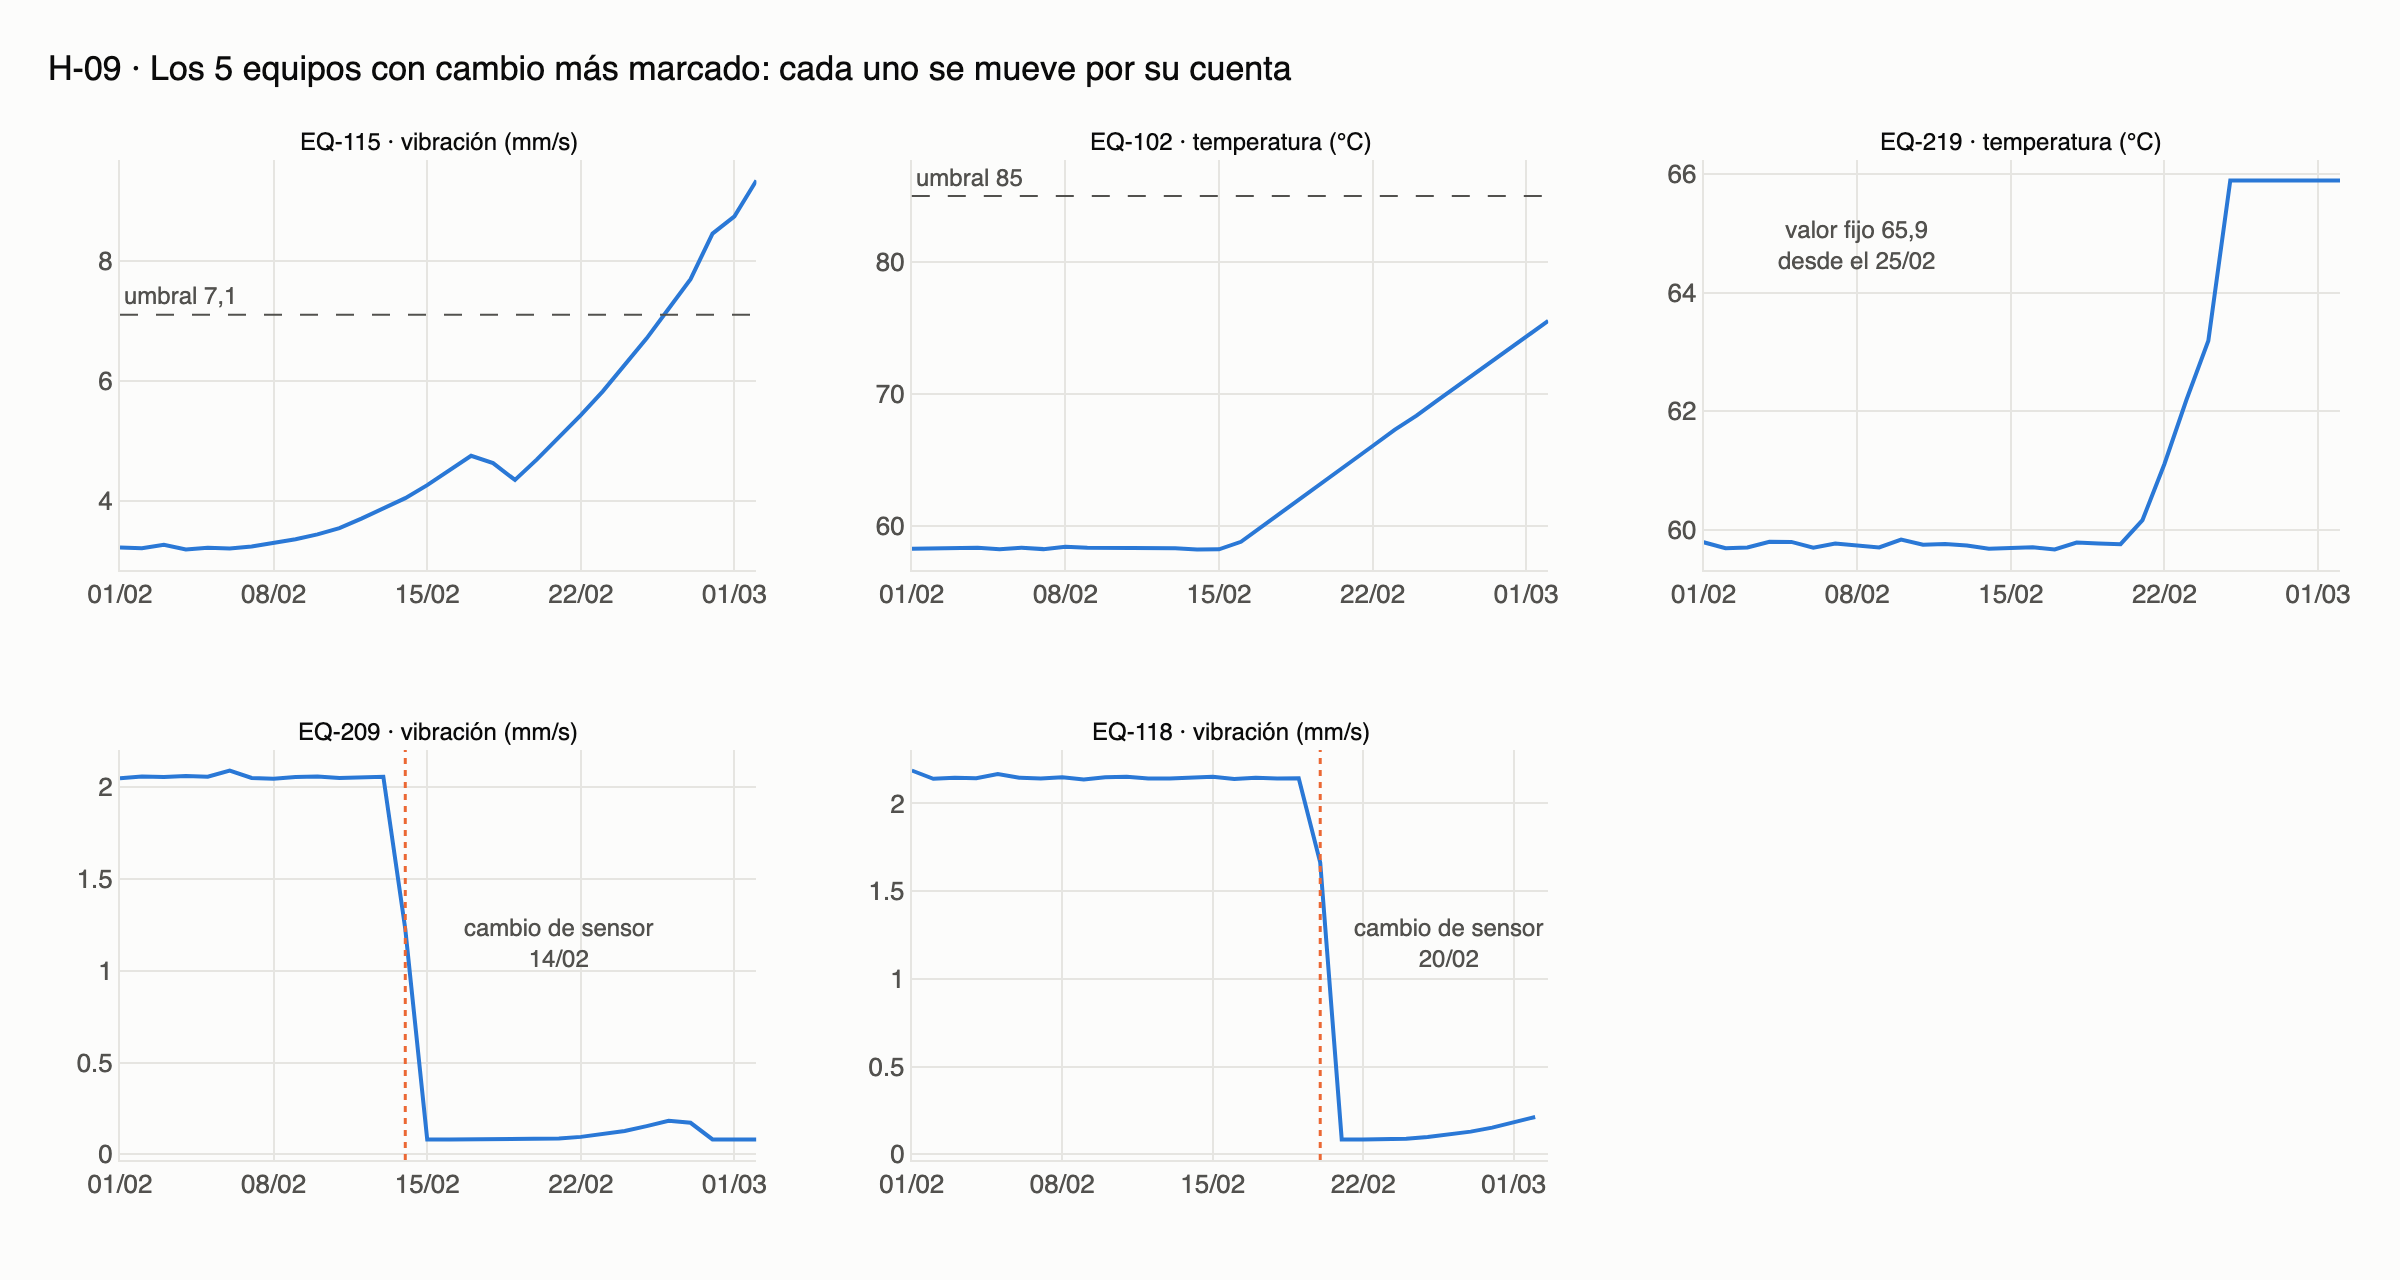 H-09 · Los 5 equipos con cambio más marcado: cada uno se mueve por su cuenta
EQ-115 · vibración (mm/s)
8
umbral 7,1
6
4
01/02 08/02 15/02 22/02 01/03
EQ-102 · temperatura (°C)
umbral 85
80
70
60
01/02 08/02 15/02 22/02 01/03
EQ-219 · temperatura (°C)
66
valor fijo 65,9
desde el 25/02
64
62
60
01/02 08/02 15/02 22/02 01/03
EQ-209 · vibración (mm/s)
2
1.5
cambio de sensor
14/02
1
0.5
0
01/02 08/02 15/02 22/02 01/03
EQ-118 · vibración (mm/s)
2
1.5
cambio de sensor
20/02
1
0.5
0
01/02 08/02 15/02 22/02 01/03